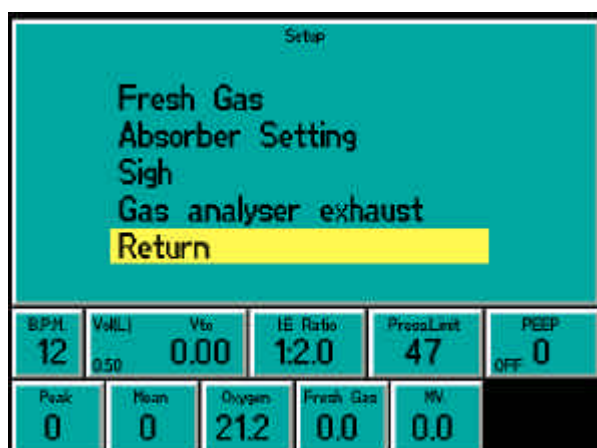 Setup
Fresh Gas
Absorber Setting
Sigh
Gas analyser exhaust
Return
B.P.M. Vol(L) Vte I:E Ratio Press.Limit PEEP
12 0.50 0.00 1:2.0 47 OFF 0
Peak Mean Oxygen Fresh Gas MV.
0 0 21.2 0.0 0.0